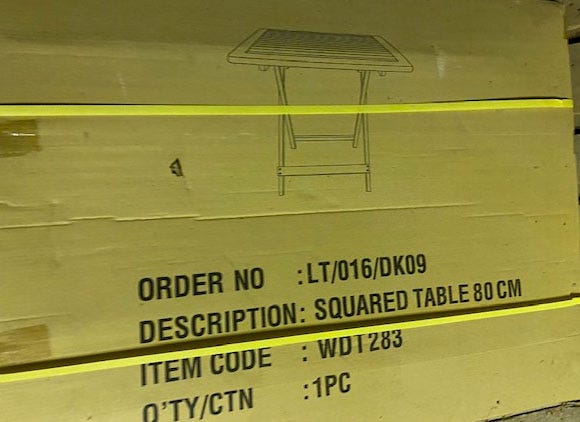 ORDER NO : LT/016/DK09
DESCRIPTION: SQUARED TABLE 80 CM
ITEM CODE : WDT283
Q'TY/CTN : 1PC